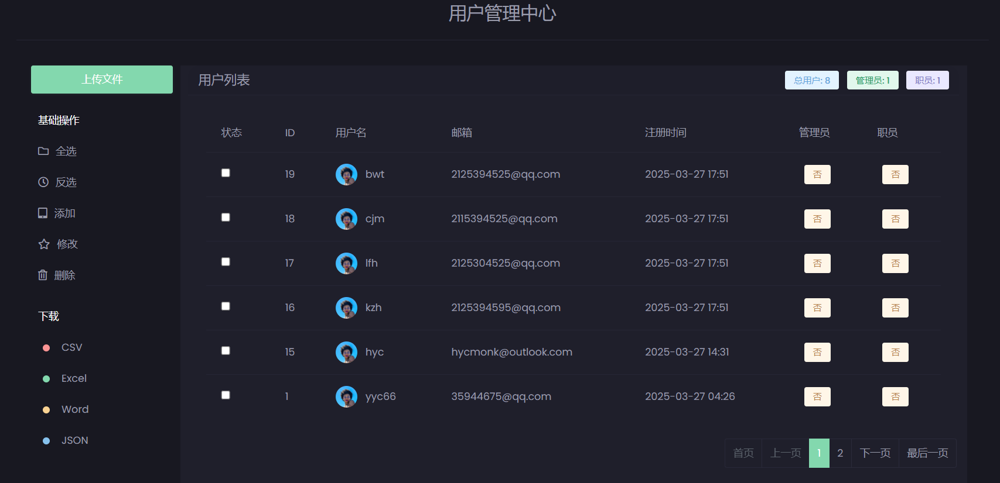 用户管理中心
上传文件
基础操作
全选
反选
添加
修改
删除
下载
CSV
Excel
Word
JSON
用户列表 总用户: 8 管理员: 1 职员: 1
状态 ID 用户名 邮箱 注册时间 管理员 职员
19 bwt 2125394525@qq.com 2025-03-27 17:51 否 否
18 cjm 2115394525@qq.com 2025-03-27 17:51 否 否
17 lfh 2125304525@qq.com 2025-03-27 17:51 否 否
16 kzh 2125394595@qq.com 2025-03-27 17:51 否 否
15 hyc hycmonk@outlook.com 2025-03-27 14:31 否 否
1 yyc66 35944675@qq.com 2025-03-27 04:26 否 否
首页 上一页 1 2 下一页 最后一页